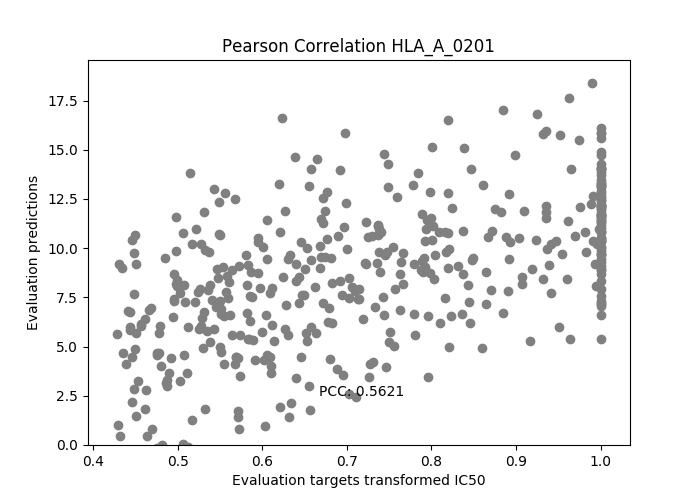 Pearson Correlation HLA_A_0201
17.5
15.0
12.5
10.0
7.5
5.0
2.5
0.0
Evaluation predictions
PCC: 0.5621
0.4 0.5 0.6 0.7 0.8 0.9 1.0
Evaluation targets transformed IC50